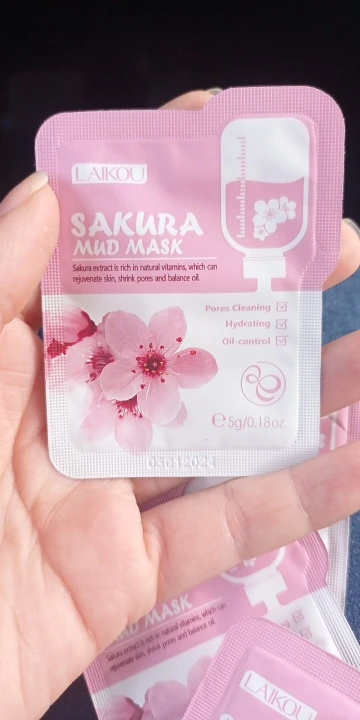 LAIKOU
SAKURA
MUD MASK
Sakura extract is rich in natural vitamins, which can
rejuvenate skin, shrink pores and balance oil.
Pores Cleaning
Hydrating
Oil-control
℮5g/0.18oz
03012024
MUD MASK
Sakura extract is rich in natural vitamins, which can
rejuvenate skin, shrink pores and balance oil.
LAIKOU